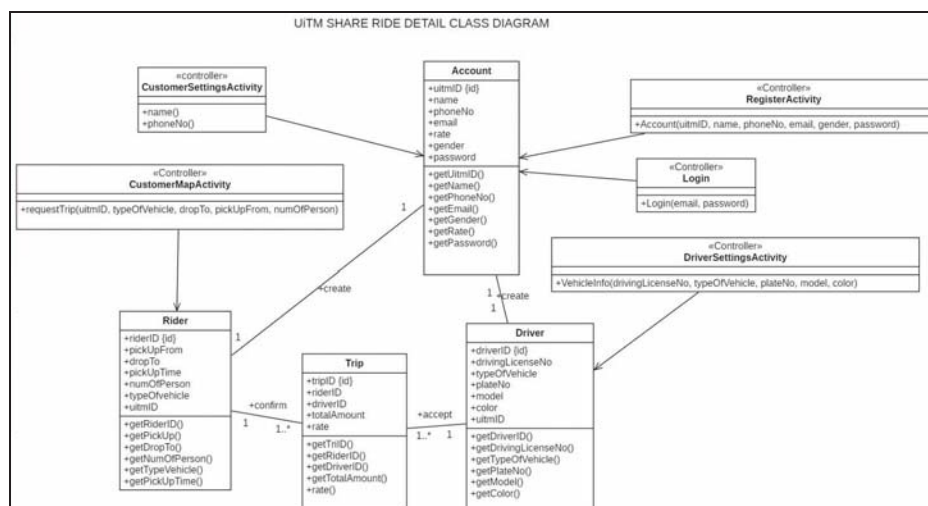 UiTM SHARE RIDE DETAIL CLASS DIAGRAM
«controller»
CustomerSettingsActivity
+name()
+phoneNo()
Account
+uitmID {id}
+name
+phoneNo
+email
+rate
+gender
+password
+getUitmID()
+getName()
+getPhoneNo()
+getEmail()
+getGender()
+getRate()
+getPassword()
«Controller»
RegisterActivity
+Account(uitmID, name, phoneNo, email, gender, password)
«Controller»
CustomerMapActivity
+requestTrip(uitmID, typeOfVehicle, dropTo, pickUpFrom, numOfPerson)
«Controller»
Login
+Login(email, password)
«Controller»
DriverSettingsActivity
+VehicleInfo(drivingLicenseNo, typeOfVehicle, plateNo, model, color)
1
+create
1
1
+create
1
Rider
+riderID {id}
+pickUpFrom
+dropTo
+pickUpTime
+numOfPerson
+typeOfvehicle
+uitmID
+getRiderID()
+getPickUp()
+getDropTo()
+getNumOfPerson()
+getTypeVehicle()
+getPickUpTime()
+confirm
1
1..*
Trip
+tripID {id}
+riderID
+driverID
+totalAmount
+rate
+getTriID()
+getRiderID()
+getDriverID()
+getTotalAmount()
+rate()
+accept
1..*
1
Driver
+driverID {id}
+drivingLicenseNo
+typeOfVehicle
+plateNo
+model
+color
+uitmID
+getDriverID()
+getDrivingLicenseNo()
+getTypeOfVehicle()
+getPlateNo()
+getModel()
+getColor()